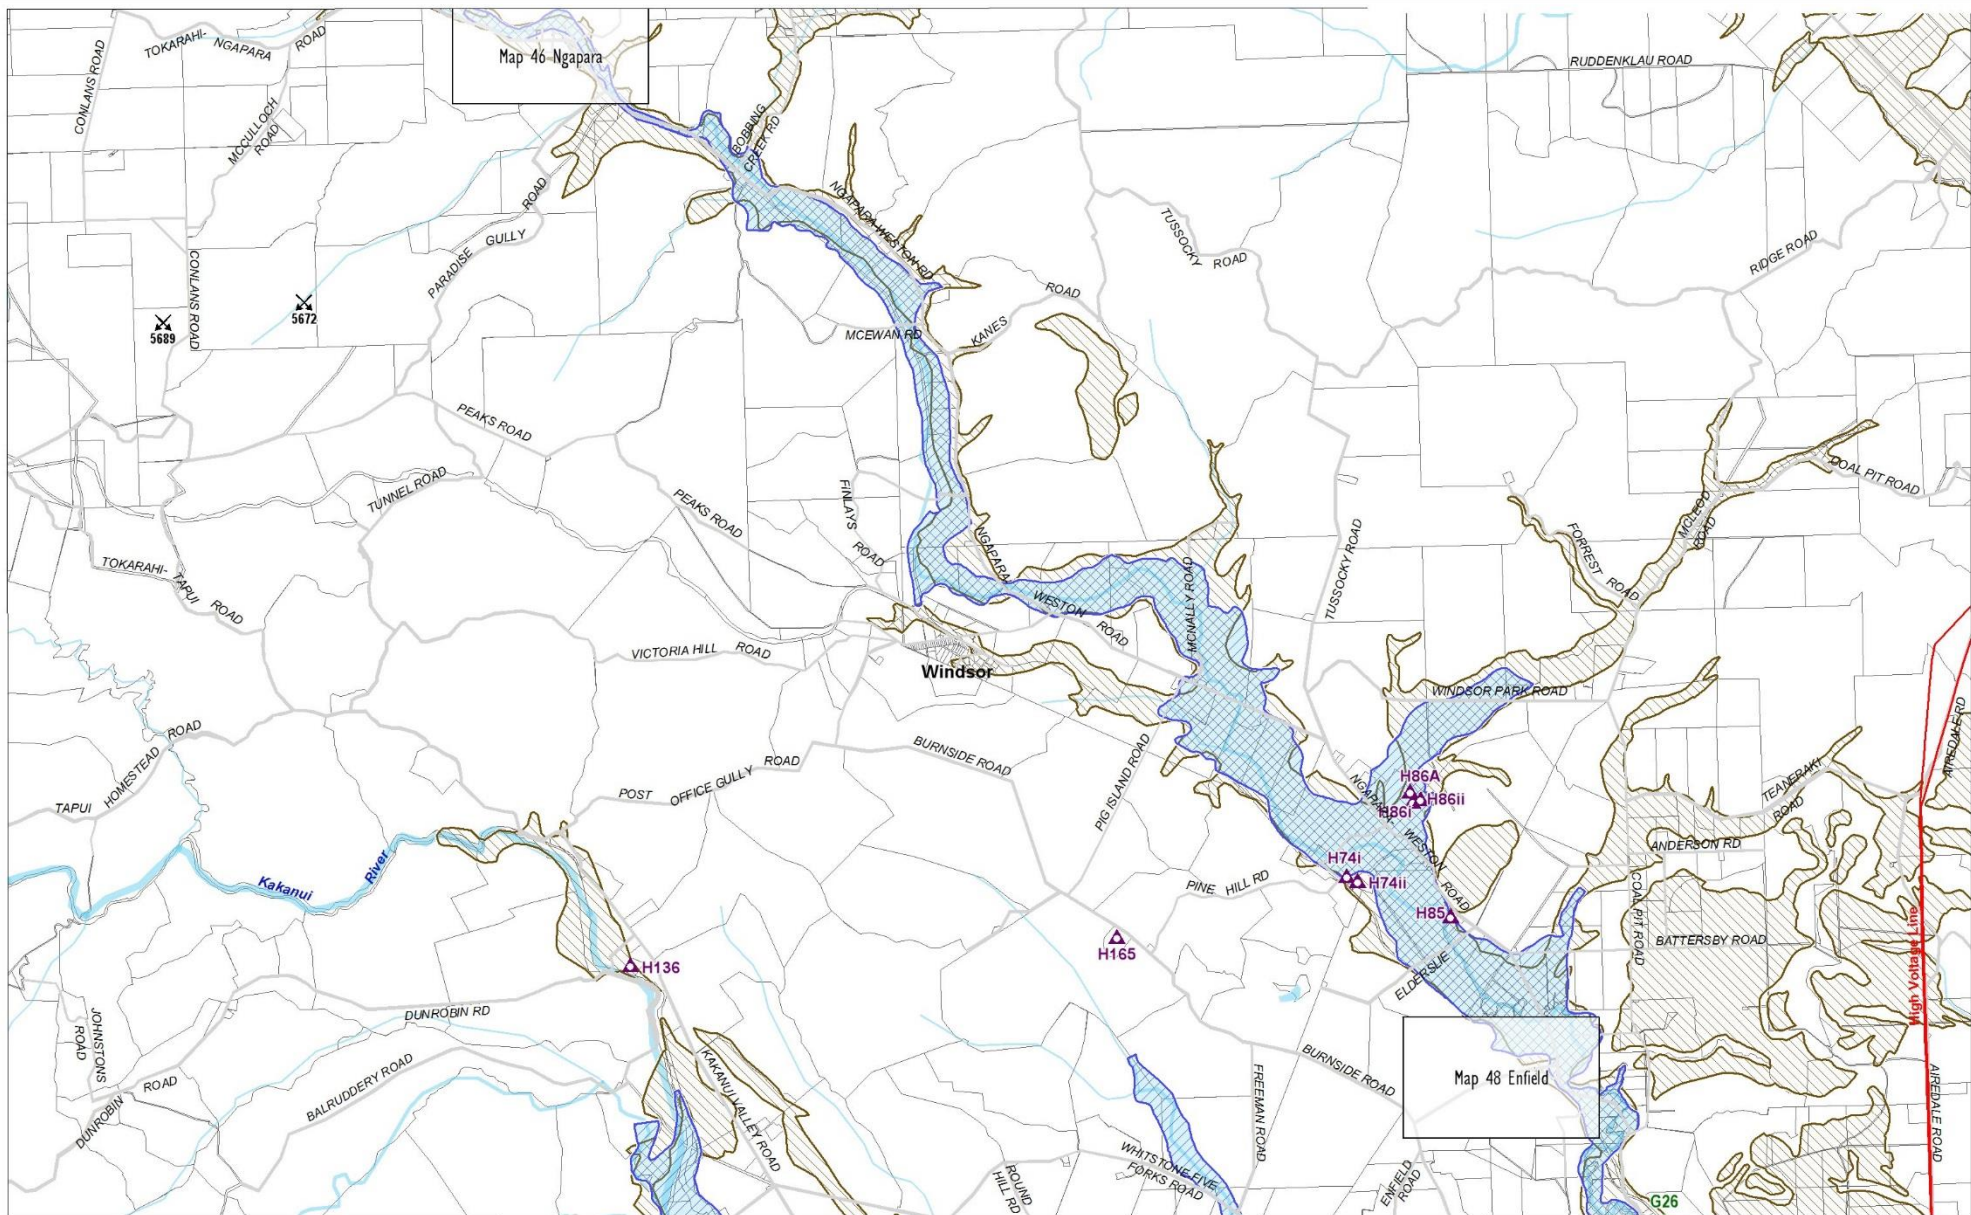 CONLANS ROAD
TOKARAHI- NGAPARA ROAD
MCCULLOCH
ROAD
Map 46 Ngapara
BOBBING
CREEK RD
RUDDENKLAU ROAD
CONLANS ROAD
PARADISE GULLY ROAD
NGAPARA-WESTON RD
TUSSOCKY ROAD
RIDGE ROAD
5689
5672
MCEWAN RD
KANES ROAD
PEAKS ROAD
TUNNEL ROAD
PEAKS ROAD
FINLAYS ROAD
NGAPARA
WESTON ROAD
MCNALLY ROAD
TUSSOCKY ROAD
FORREST ROAD
MCLEOD
ROAD
COAL PIT ROAD
TOKARAHI- TAPUI ROAD
VICTORIA HILL ROAD
Windsor
WINDSOR PARK ROAD
AIREDALE RD
TAPUI HOMESTEAD ROAD
POST OFFICE GULLY ROAD
BURNSIDE ROAD
PIG ISLAND ROAD
NGAPARA- WESTON ROAD
H86A
H86ii
H86i
TEANERAKI
ROAD
ANDERSON RD
Kakanui River
H74i
H74ii
PINE HILL RD
H85
COAL PIT ROAD
BATTERSBY ROAD
High Voltage Line
H136
H165
ELDERSLIE
DUNROBIN RD
JOHNSTONS
ROAD
DUNROBIN ROAD
BALRUDDERY ROAD
KAKANUI VALLEY ROAD
BURNSIDE ROAD
FREEMAN ROAD
Map 48 Enfield
AIREDALE ROAD
WHITSTONE-FIVE
FORKS ROAD
ROUND
HILL RD
ENFIELD
ROAD
G26